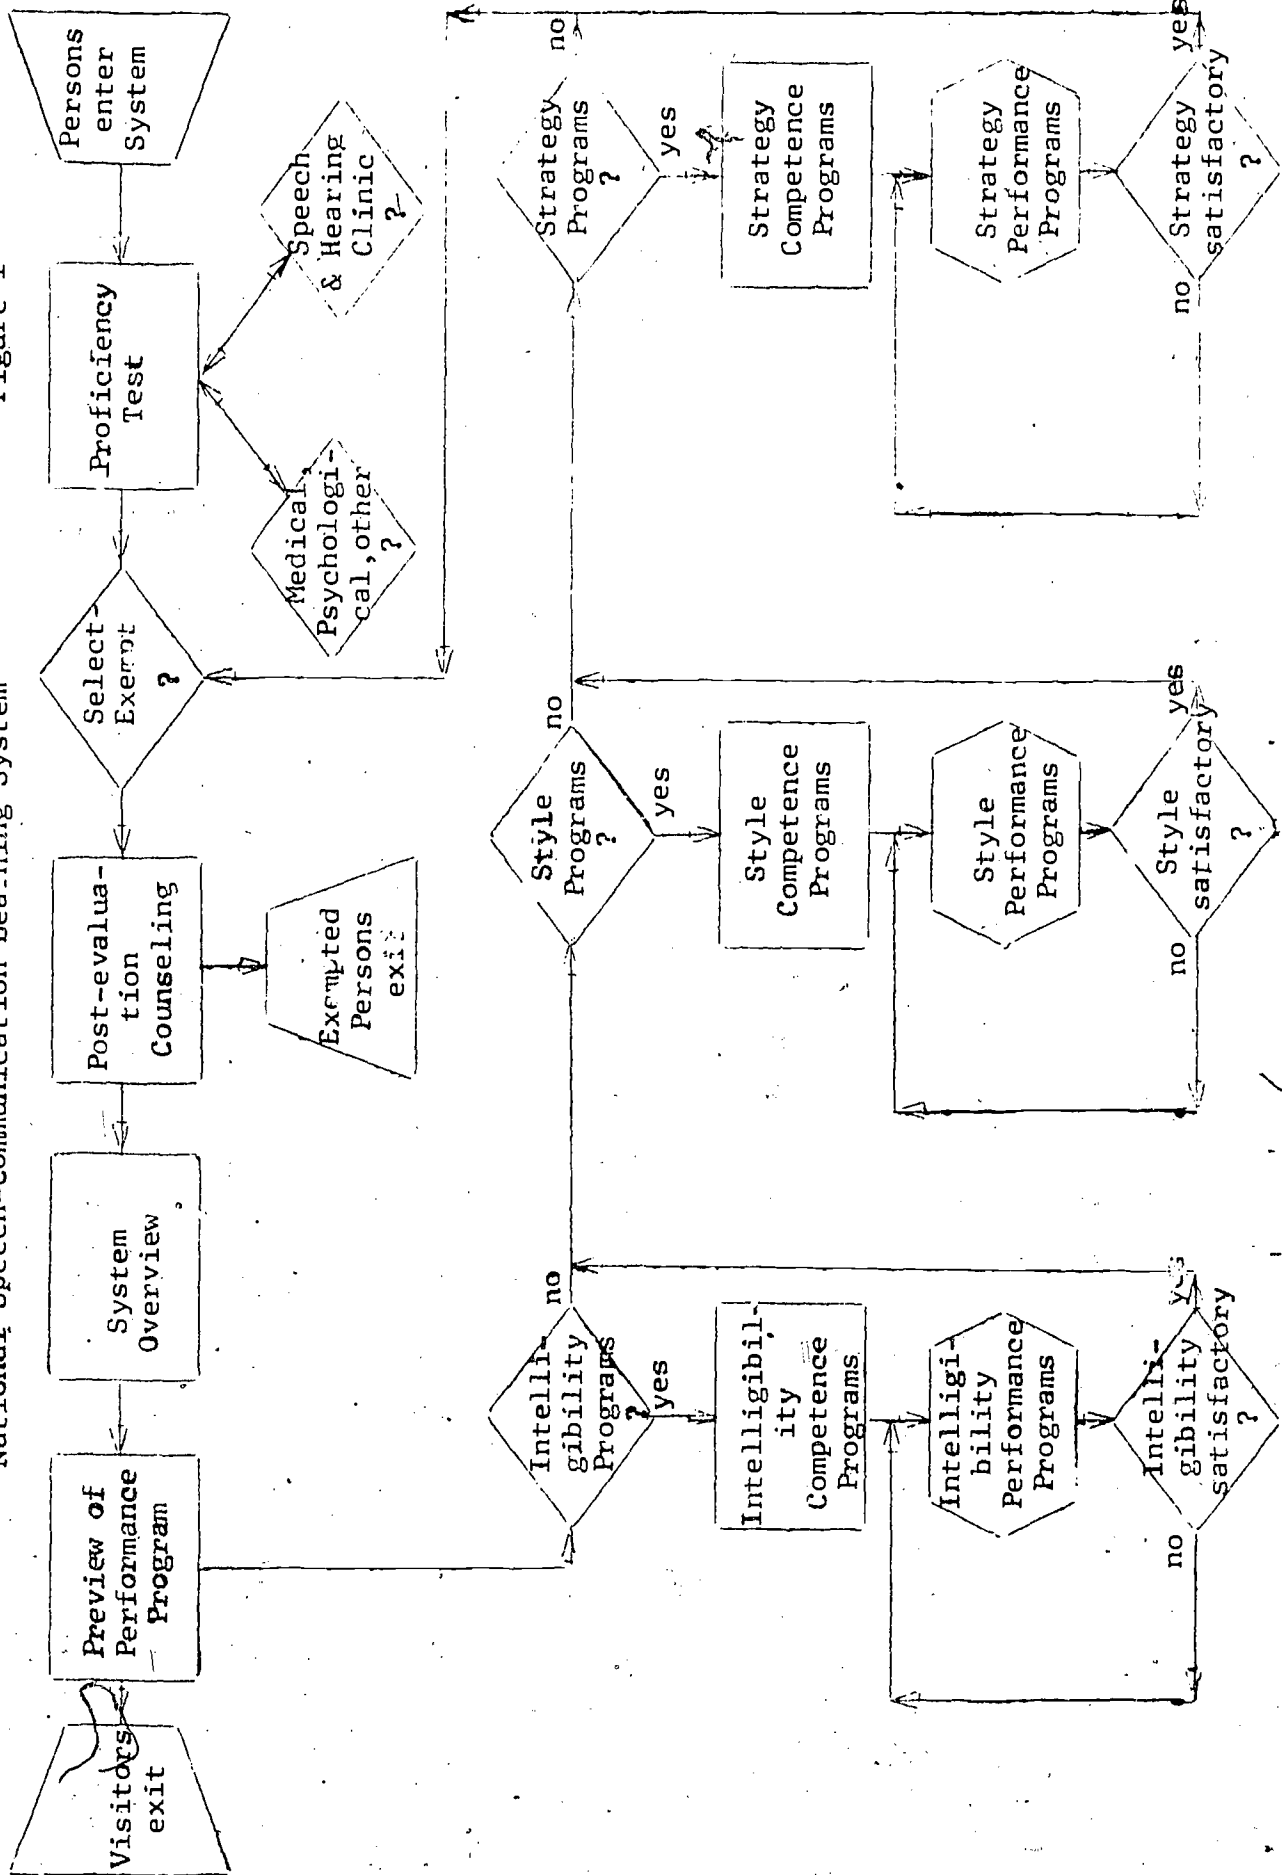 Figure 1
National Speech-Communication Learning System
Persons
enter
System
Proficiency
Test
Speech
& Hearing
Clinic
?
Medical,
Psychologi-
cal,other
?
Select-
Exempt
?
Post-evalua-
tion
Counseling
Exempted
Persons
exit
System
Overview
Preview of
Performance
Program
Visitors
exit
Intelli-
gibility
Programs
?
no
yes
Intelligibil-
ity
Competence
Programs
Intelligi-
bility
Performance
Programs
Intelli-
gibility
satisfactory
?
no
yes
Style
Programs
?
no
yes
Style
Competence
Programs
Style
Performance
Programs
Style
satisfactory
?
no
yes
Strategy
Programs
?
no
yes
Strategy
Competence
Programs
Strategy
Performance
Programs
Strategy
satisfactory
?
no
yes